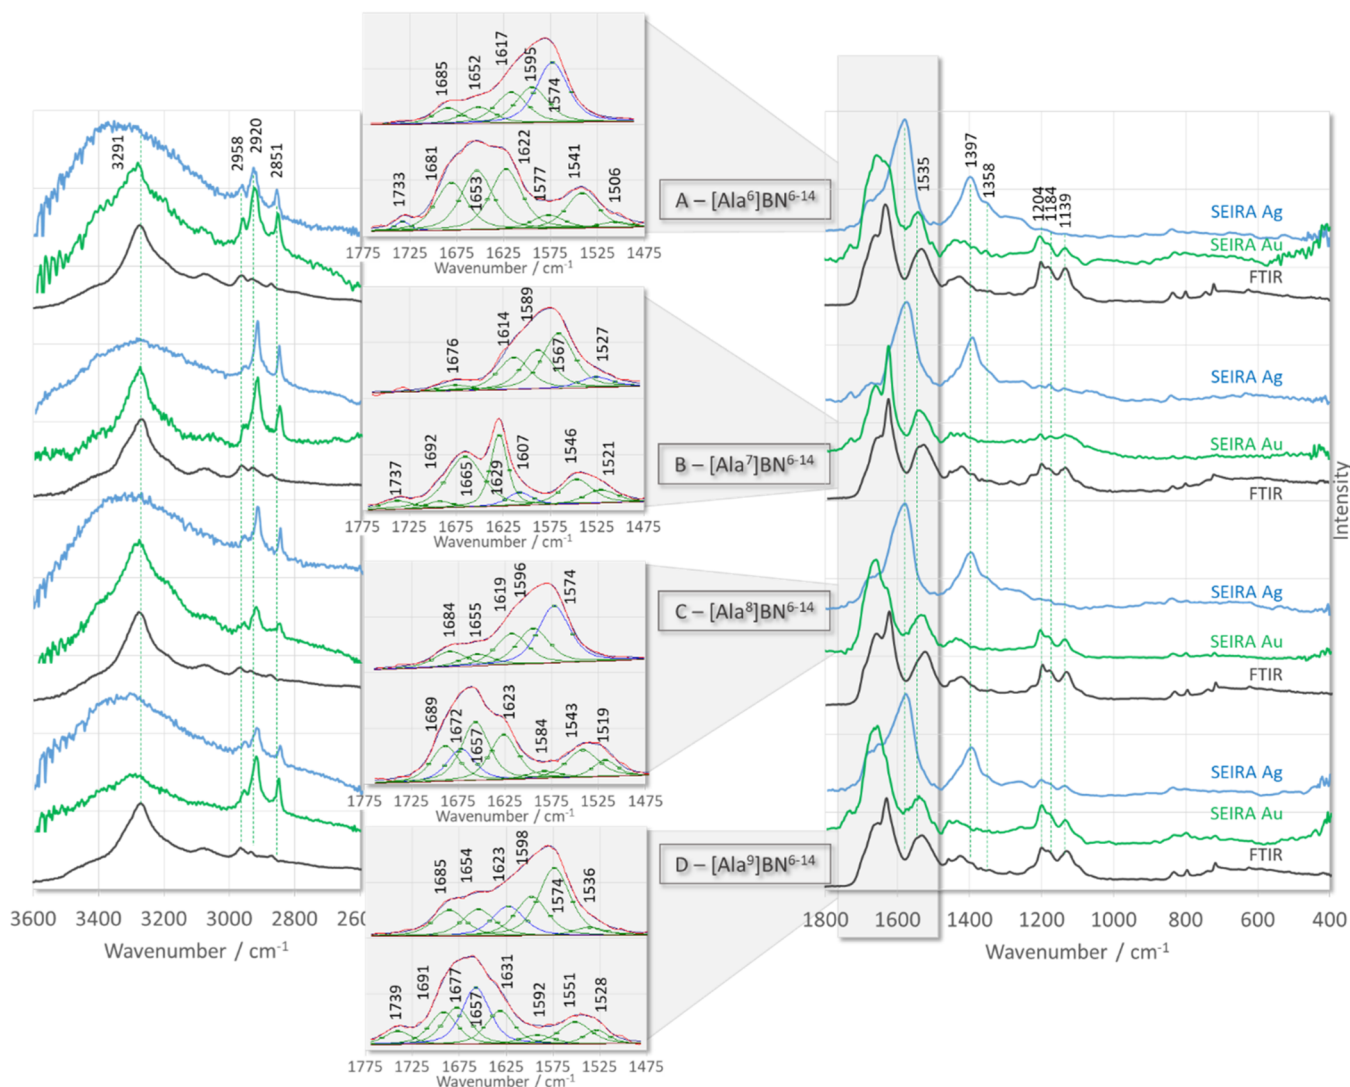 3291
2958
2920
2851
1685
1652
1617
1595
1574
1733
1681
1653
1622
1577
1541
1506
1775 1725 1675 1625 1575 1525 1475
Wavenumber / cm-1
A – [Ala6]BN6-14
1535
1397
1358
1204
1184
1139
SEIRA Ag
SEIRA Au
FTIR
1676
1614
1589
1567
1527
1737
1692
1665
1629
1607
1546
1521
1775 1725 1675 1625 1575 1525 1475
Wavenumber / cm-1
B – [Ala7]BN6-14
SEIRA Ag
SEIRA Au
FTIR
Intensity
1684
1655
1619
1596
1574
1689
1672
1657
1623
1584
1543
1519
1775 1725 1675 1625 1575 1525 1475
Wavenumber / cm-1
C – [Ala8]BN6-14
SEIRA Ag
SEIRA Au
FTIR
1685
1654
1623
1598
1574
1536
1739
1691
1677
1657
1631
1592
1551
1528
1775 1725 1675 1625 1575 1525 1475
Wavenumber / cm-1
D – [Ala9]BN6-14
SEIRA Ag
SEIRA Au
FTIR
3600 3200 2800 260
Wavenumber / cm-1
1800 1600 1400 1200 1000 800 600 400
Wavenumber / cm-1